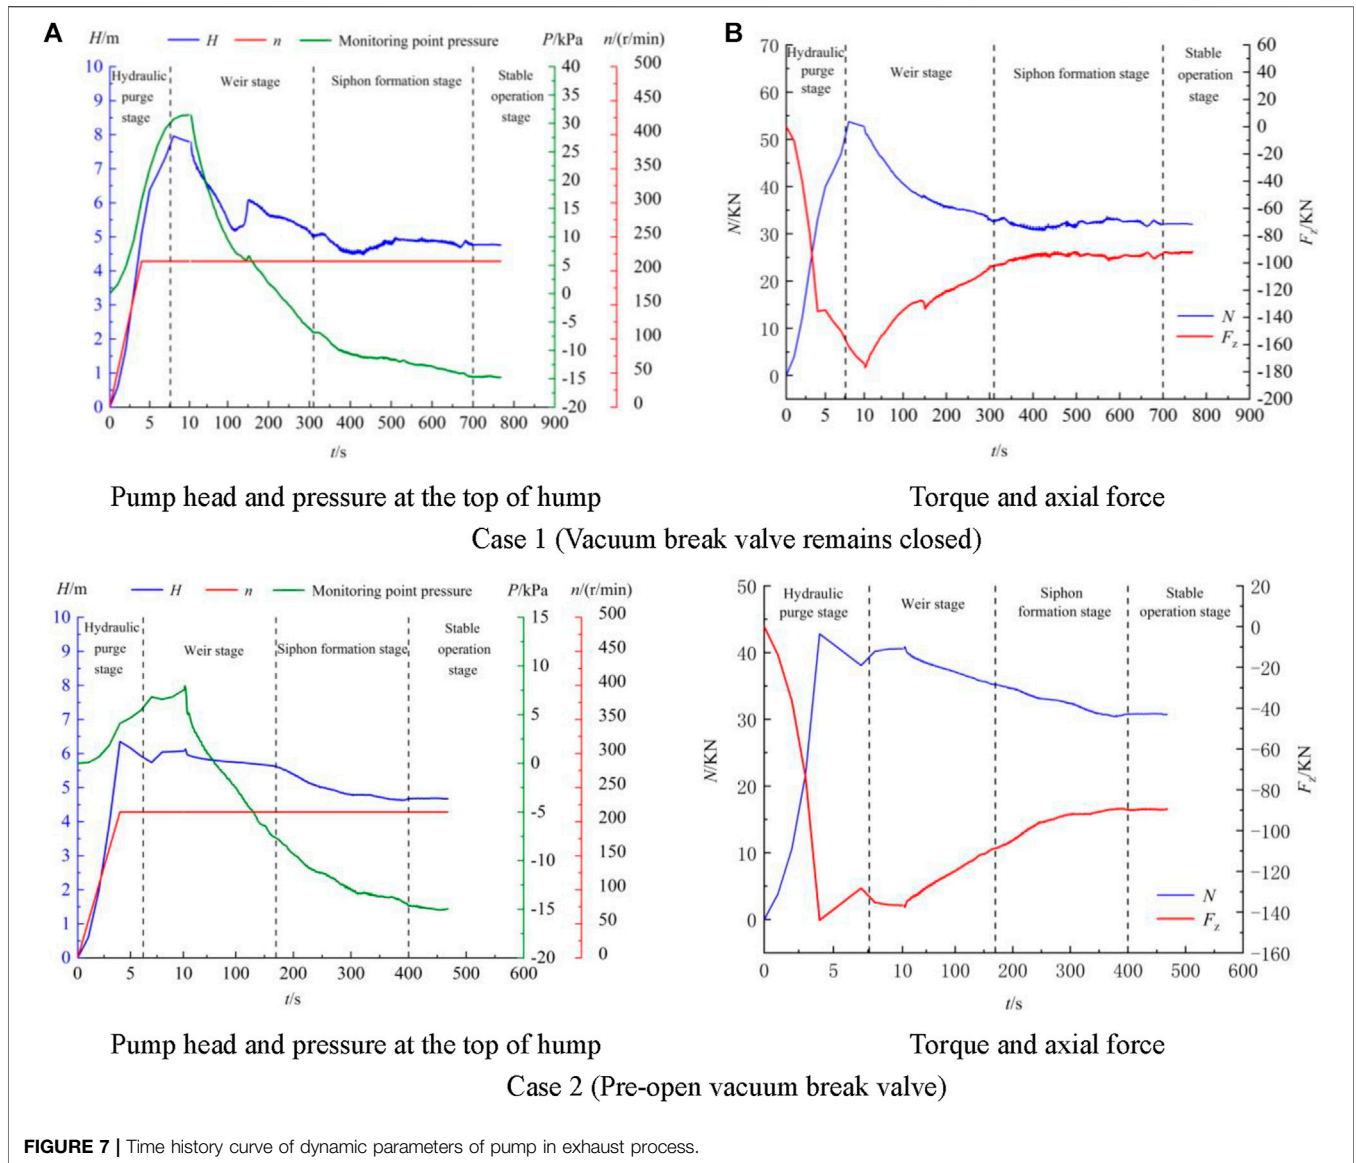 A
H/m
H
n
Monitoring point pressure
P/kPa
n/(r/min)
Hydraulic
purge
stage
Weir stage
Siphon formation stage
Stable
operation
stage
10
9
8
7
6
5
4
3
2
1
0
40
35
30
25
20
15
10
5
0
-5
-10
-15
-20
500
450
400
350
300
250
200
150
100
50
0
0 5 10 100 200 300 400 500 600 700 800 900
t/s
B
Hydraulic
purge
stage
Weir stage
Siphon formation stage
Stable
operation
stage
70
60
50
40
30
20
10
0
N/KN
60
40
20
0
-20
-40
-60
-80
-100
-120
-140
-160
-180
-200
Fz/KN
N
Fz
0 5 10 100 200 300 400 500 600 700 800 900
t/s
Pump head and pressure at the top of hump
Torque and axial force
Case 1 (Vacuum break valve remains closed)
H/m
H
n
Monitoring point pressure
P/kPa
n/(r/min)
Hydraulic
purge
stage
Weir stage
Siphon formation stage
Stable
operation
stage
10
9
8
7
6
5
4
3
2
1
0
15
10
5
0
-5
-10
-15
-20
500
450
400
350
300
250
200
150
100
50
0
0 5 10 100 200 300 400 500 600
t/s
Hydraulic
purge stage
Weir stage
Siphon
formation stage
Stable
operation stage
50
40
30
20
10
0
N/KN
20
0
-20
-40
-60
-80
-100
-120
-140
-160
Fz/KN
N
Fz
0 5 10 100 200 300 400 500 600
t/s
Pump head and pressure at the top of hump
Torque and axial force
Case 2 (Pre-open vacuum break valve)
FIGURE 7 | Time history curve of dynamic parameters of pump in exhaust process.